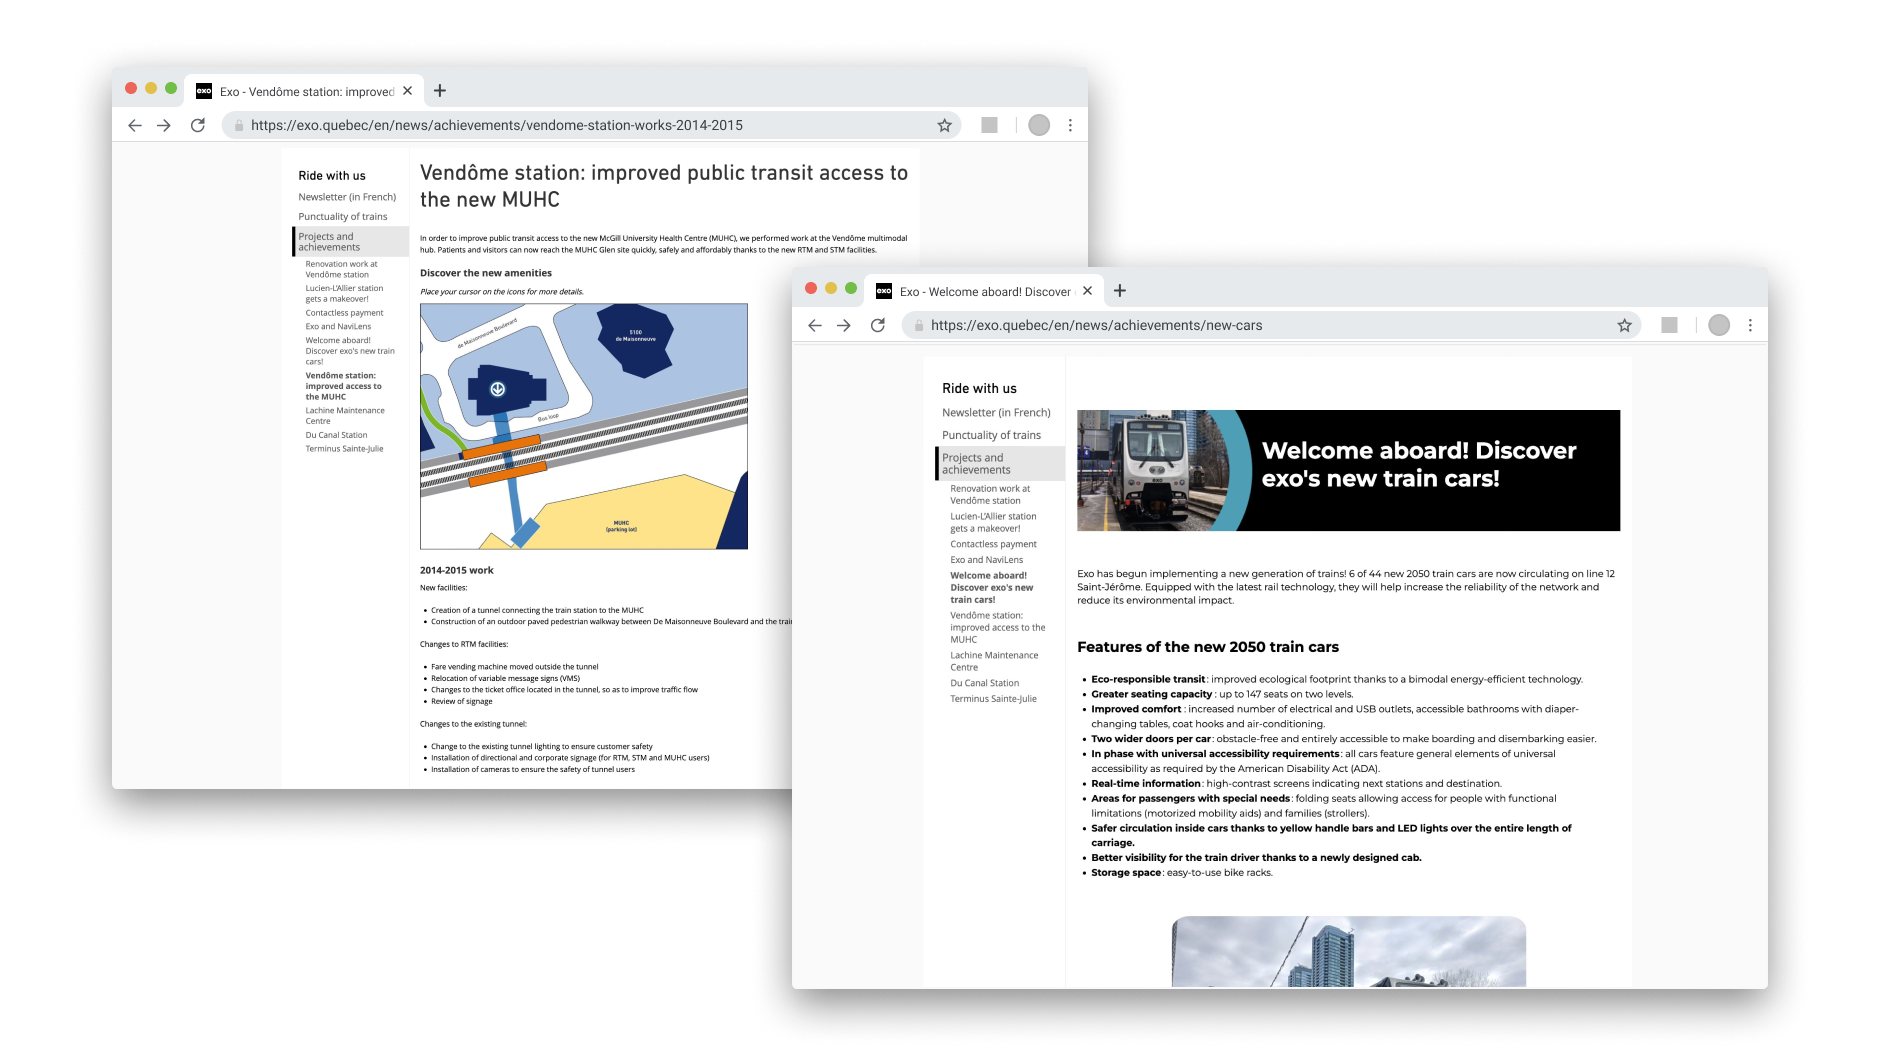 exo
Exo - Vendôme station: improved
https://exo.quebec/en/news/achievements/vendome-station-works-2014-2015
Ride with us
Newsletter (in French)
Punctuality of trains
Projects and
achievements
Renovation work at
Vendôme station
Lucien-L'Allier station
gets a makeover!
Contactless payment
Exo and NaviLens
Welcome aboard!
Discover exo's new train
cars!
Vendôme station:
improved access to
the MUHC
Lachine Maintenance
Centre
Du Canal Station
Terminus Sainte-Julie
Vendôme station: improved public transit access to
the new MUHC
In order to improve public transit access to the new McGill University Health Centre (MUHC), we performed work at the Vendôme multimodal
hub. Patients and visitors can now reach the MUHC Glen site quickly, safely and affordably thanks to the new RTM and STM facilities.
Discover the new amenities
Place your cursor on the icons for more details.
de Maisonneuve Boulevard
5100
de Maisonneuve
Bus loop
MUHC
(parking lot)
2014-2015 work
New facilities:
• Creation of a tunnel connecting the train station to the MUHC
• Construction of an outdoor paved pedestrian walkway between De Maisonneuve Boulevard and the trai
Changes to RTM facilities:
• Fare vending machine moved outside the tunnel
• Relocation of variable message signs (VMS)
• Changes to the ticket office located in the tunnel, so as to improve traffic flow
• Review of signage
Changes to the existing tunnel:
• Change to the existing tunnel lighting to ensure customer safety
• Installation of directional and corporate signage (for RTM, STM and MUHC users)
• Installation of cameras to ensure the safety of tunnel users
exo
Exo - Welcome aboard! Discover
https://exo.quebec/en/news/achievements/new-cars
Ride with us
Newsletter (in French)
Punctuality of trains
Projects and
achievements
Renovation work at
Vendôme station
Lucien-L'Allier station
gets a makeover!
Contactless payment
Exo and NaviLens
Welcome aboard!
Discover exo's new
train cars!
Vendôme station:
improved access to the
MUHC
Lachine Maintenance
Centre
Du Canal Station
Terminus Sainte-Julie
exo
Welcome aboard! Discover
exo's new train cars!
Exo has begun implementing a new generation of trains! 6 of 44 new 2050 train cars are now circulating on line 12
Saint-Jérôme. Equipped with the latest rail technology, they will help increase the reliability of the network and
reduce its environmental impact.
Features of the new 2050 train cars
• Eco-responsible transit : improved ecological footprint thanks to a bimodal energy-efficient technology.
• Greater seating capacity : up to 147 seats on two levels.
• Improved comfort : increased number of electrical and USB outlets, accessible bathrooms with diaper-
changing tables, coat hooks and air-conditioning.
• Two wider doors per car : obstacle-free and entirely accessible to make boarding and disembarking easier.
• In phase with universal accessibility requirements : all cars feature general elements of universal
accessibility as required by the American Disability Act (ADA).
• Real-time information : high-contrast screens indicating next stations and destination.
• Areas for passengers with special needs : folding seats allowing access for people with functional
limitations (motorized mobility aids) and families (strollers).
• Safer circulation inside cars thanks to yellow handle bars and LED lights over the entire length of
carriage.
• Better visibility for the train driver thanks to a newly designed cab.
• Storage space : easy-to-use bike racks.